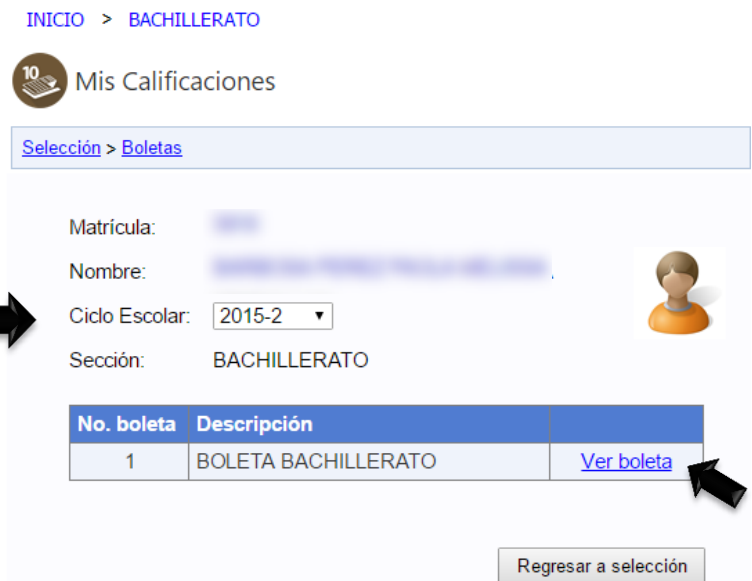 INICIO > BACHILLERATO
10
Mis Calificaciones
Selección > Boletas
Matrícula:
Nombre:
Ciclo Escolar: 2015-2
Sección: BACHILLERATO
No. boleta Descripción
1 BOLETA BACHILLERATO Ver boleta
Regresar a selección